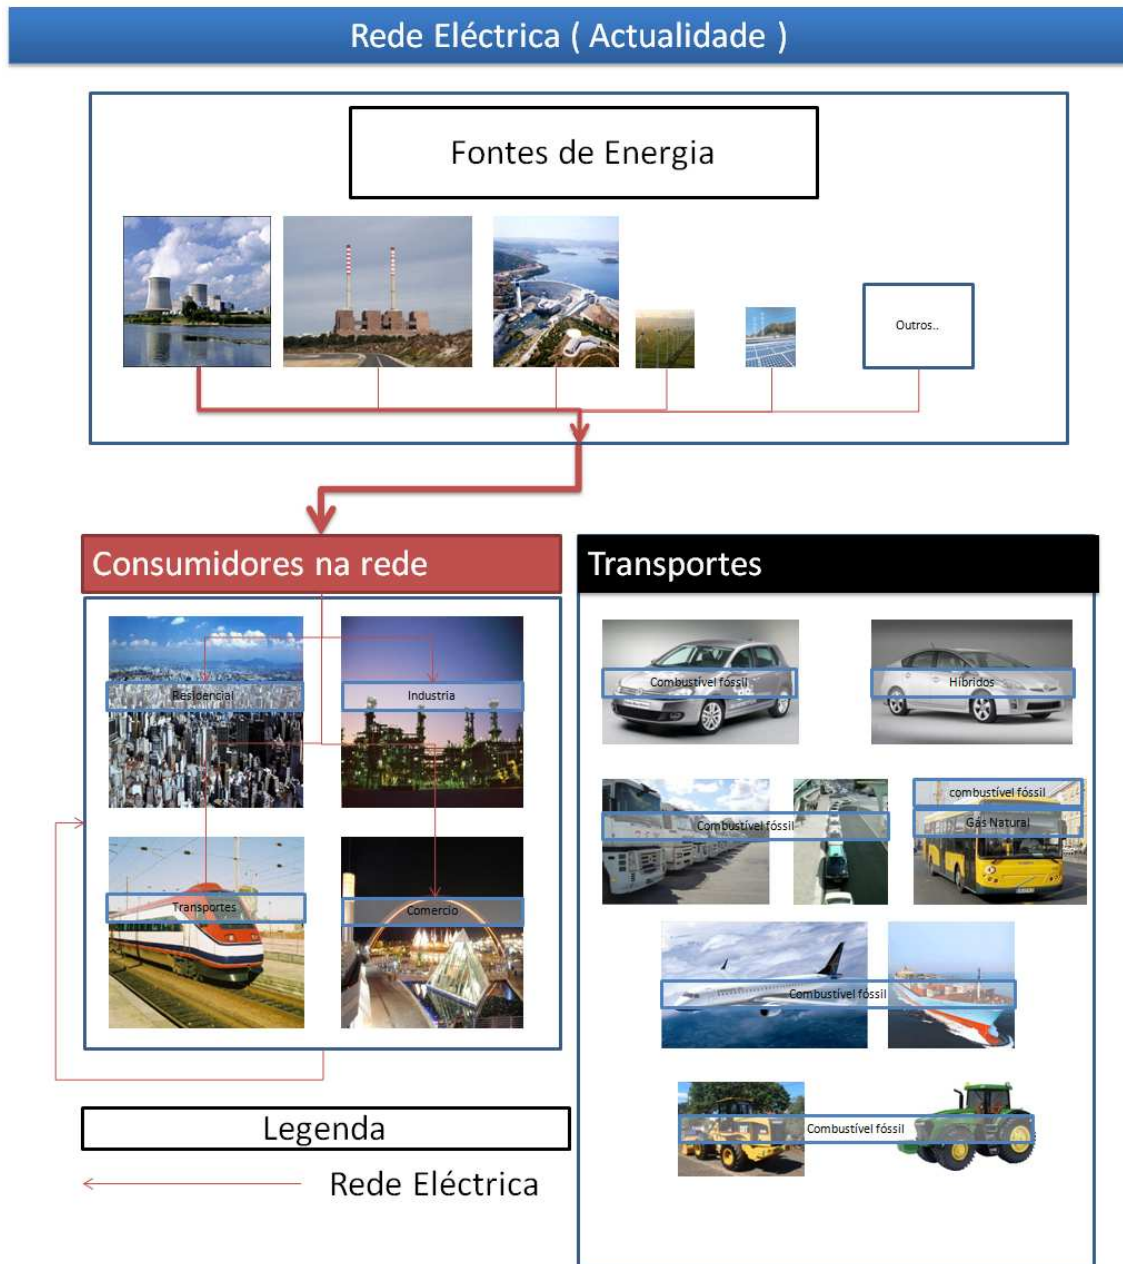 Rede Eléctrica ( Actualidade )
Fontes de Energia
Outros..
Consumidores na rede
Residencial
Industria
Transportes
Comercio
Transportes
Combustível fóssil
Híbridos
Combustível fóssil
combustível fóssil
Gás Natural
Combustível fóssil
Combustível fóssil
Legenda
Rede Eléctrica